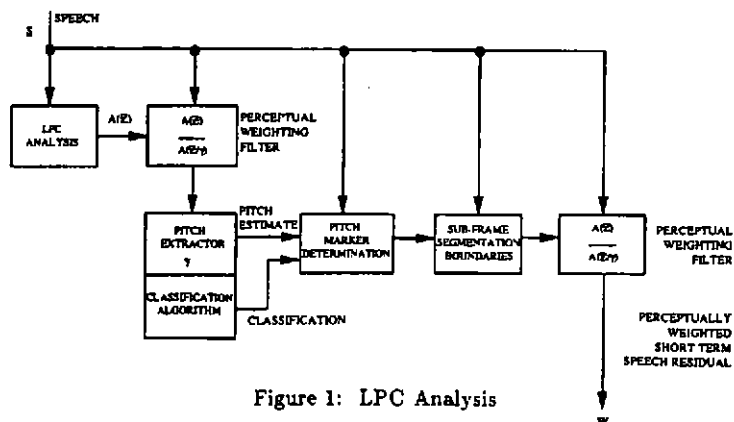 SPEECH
s
LPC
ANALYSIS
A(Z)
A(Z)
A(Z/γ)
PERCEPTUAL
WEIGHTING
FILTER
PITCH
EXTRACTOR
γ
CLASSIFICATION
ALGORITHM
PITCH
ESTIMATE
CLASSIFICATION
PITCH
MARKER
DETERMINATION
SUB-FRAME
SEGMENTATION
BOUNDARIES
A(Z)
A(Z/γ)
PERCEPTUAL
WEIGHTING
FILTER
PERCEPTUALLY
WEIGHTED
SHORT TERM
SPEECH RESIDUAL
Figure 1: LPC Analysis